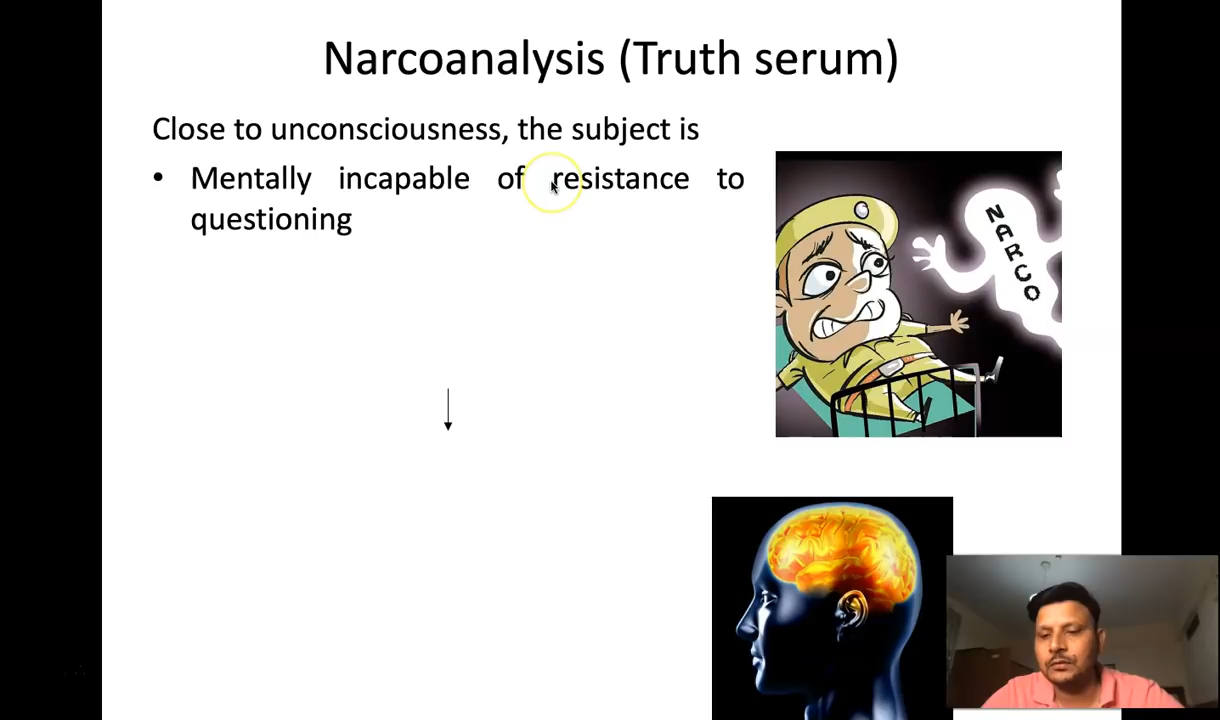 Narcoanalysis (Truth serum)
Close to unconsciousness, the subject is
• Mentally incapable of resistance to
questioning
NARCO